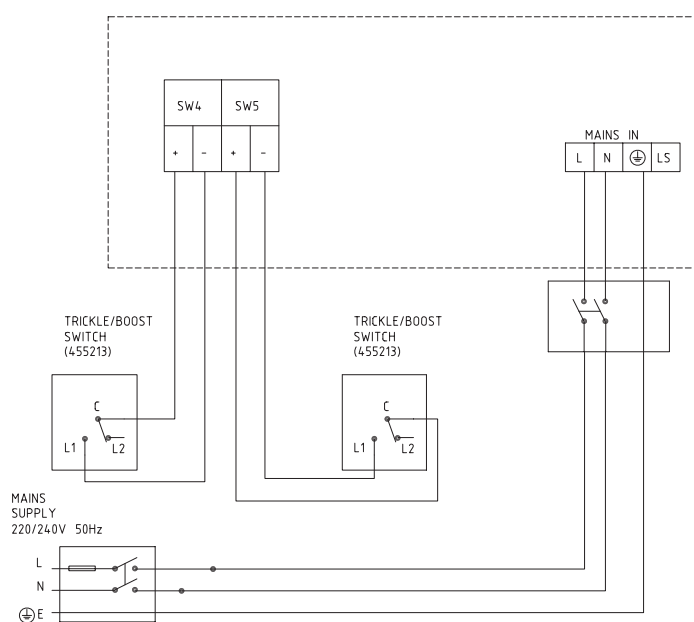 SW4 SW5
+ - + -
MAINS IN
L N LS
TRICKLE/BOOST
SWITCH
(455213)
C
L1 L2
TRICKLE/BOOST
SWITCH
(455213)
C
L1 L2
MAINS
SUPPLY
220/240V 50Hz
L
N
E